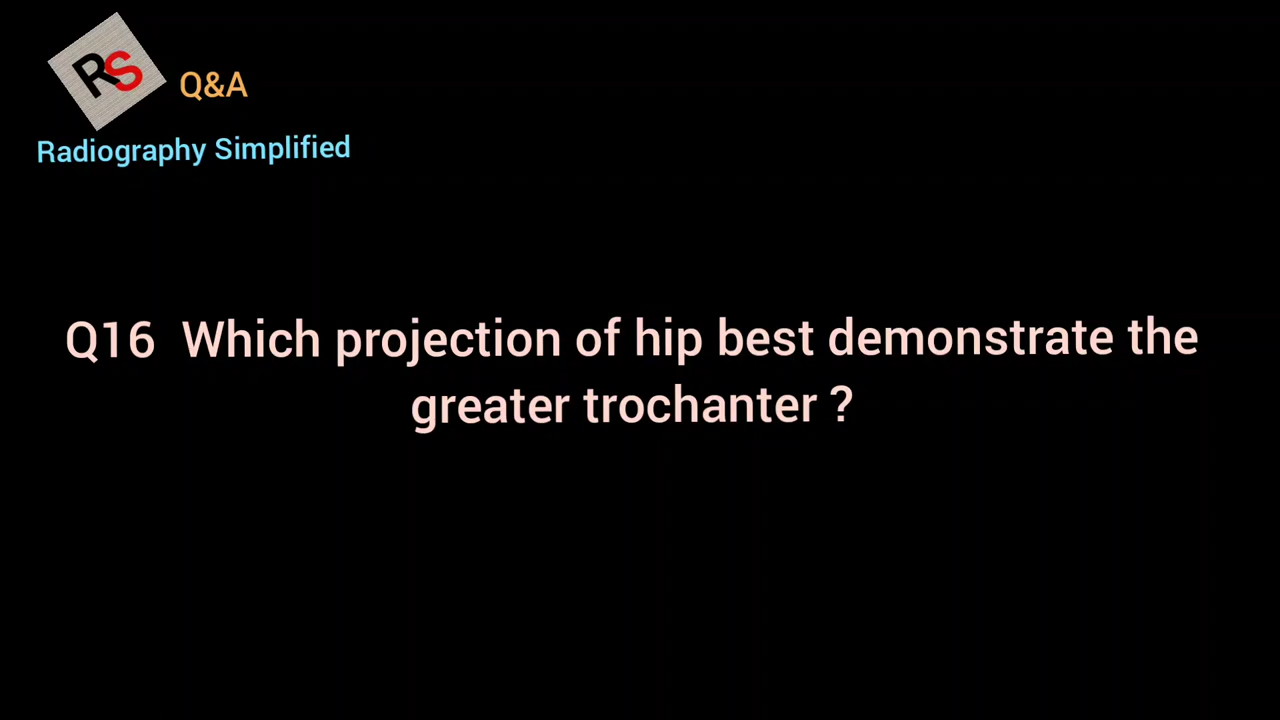 RS
Q&A
Radiography Simplified
Q16 Which projection of hip best demonstrate the
greater trochanter ?